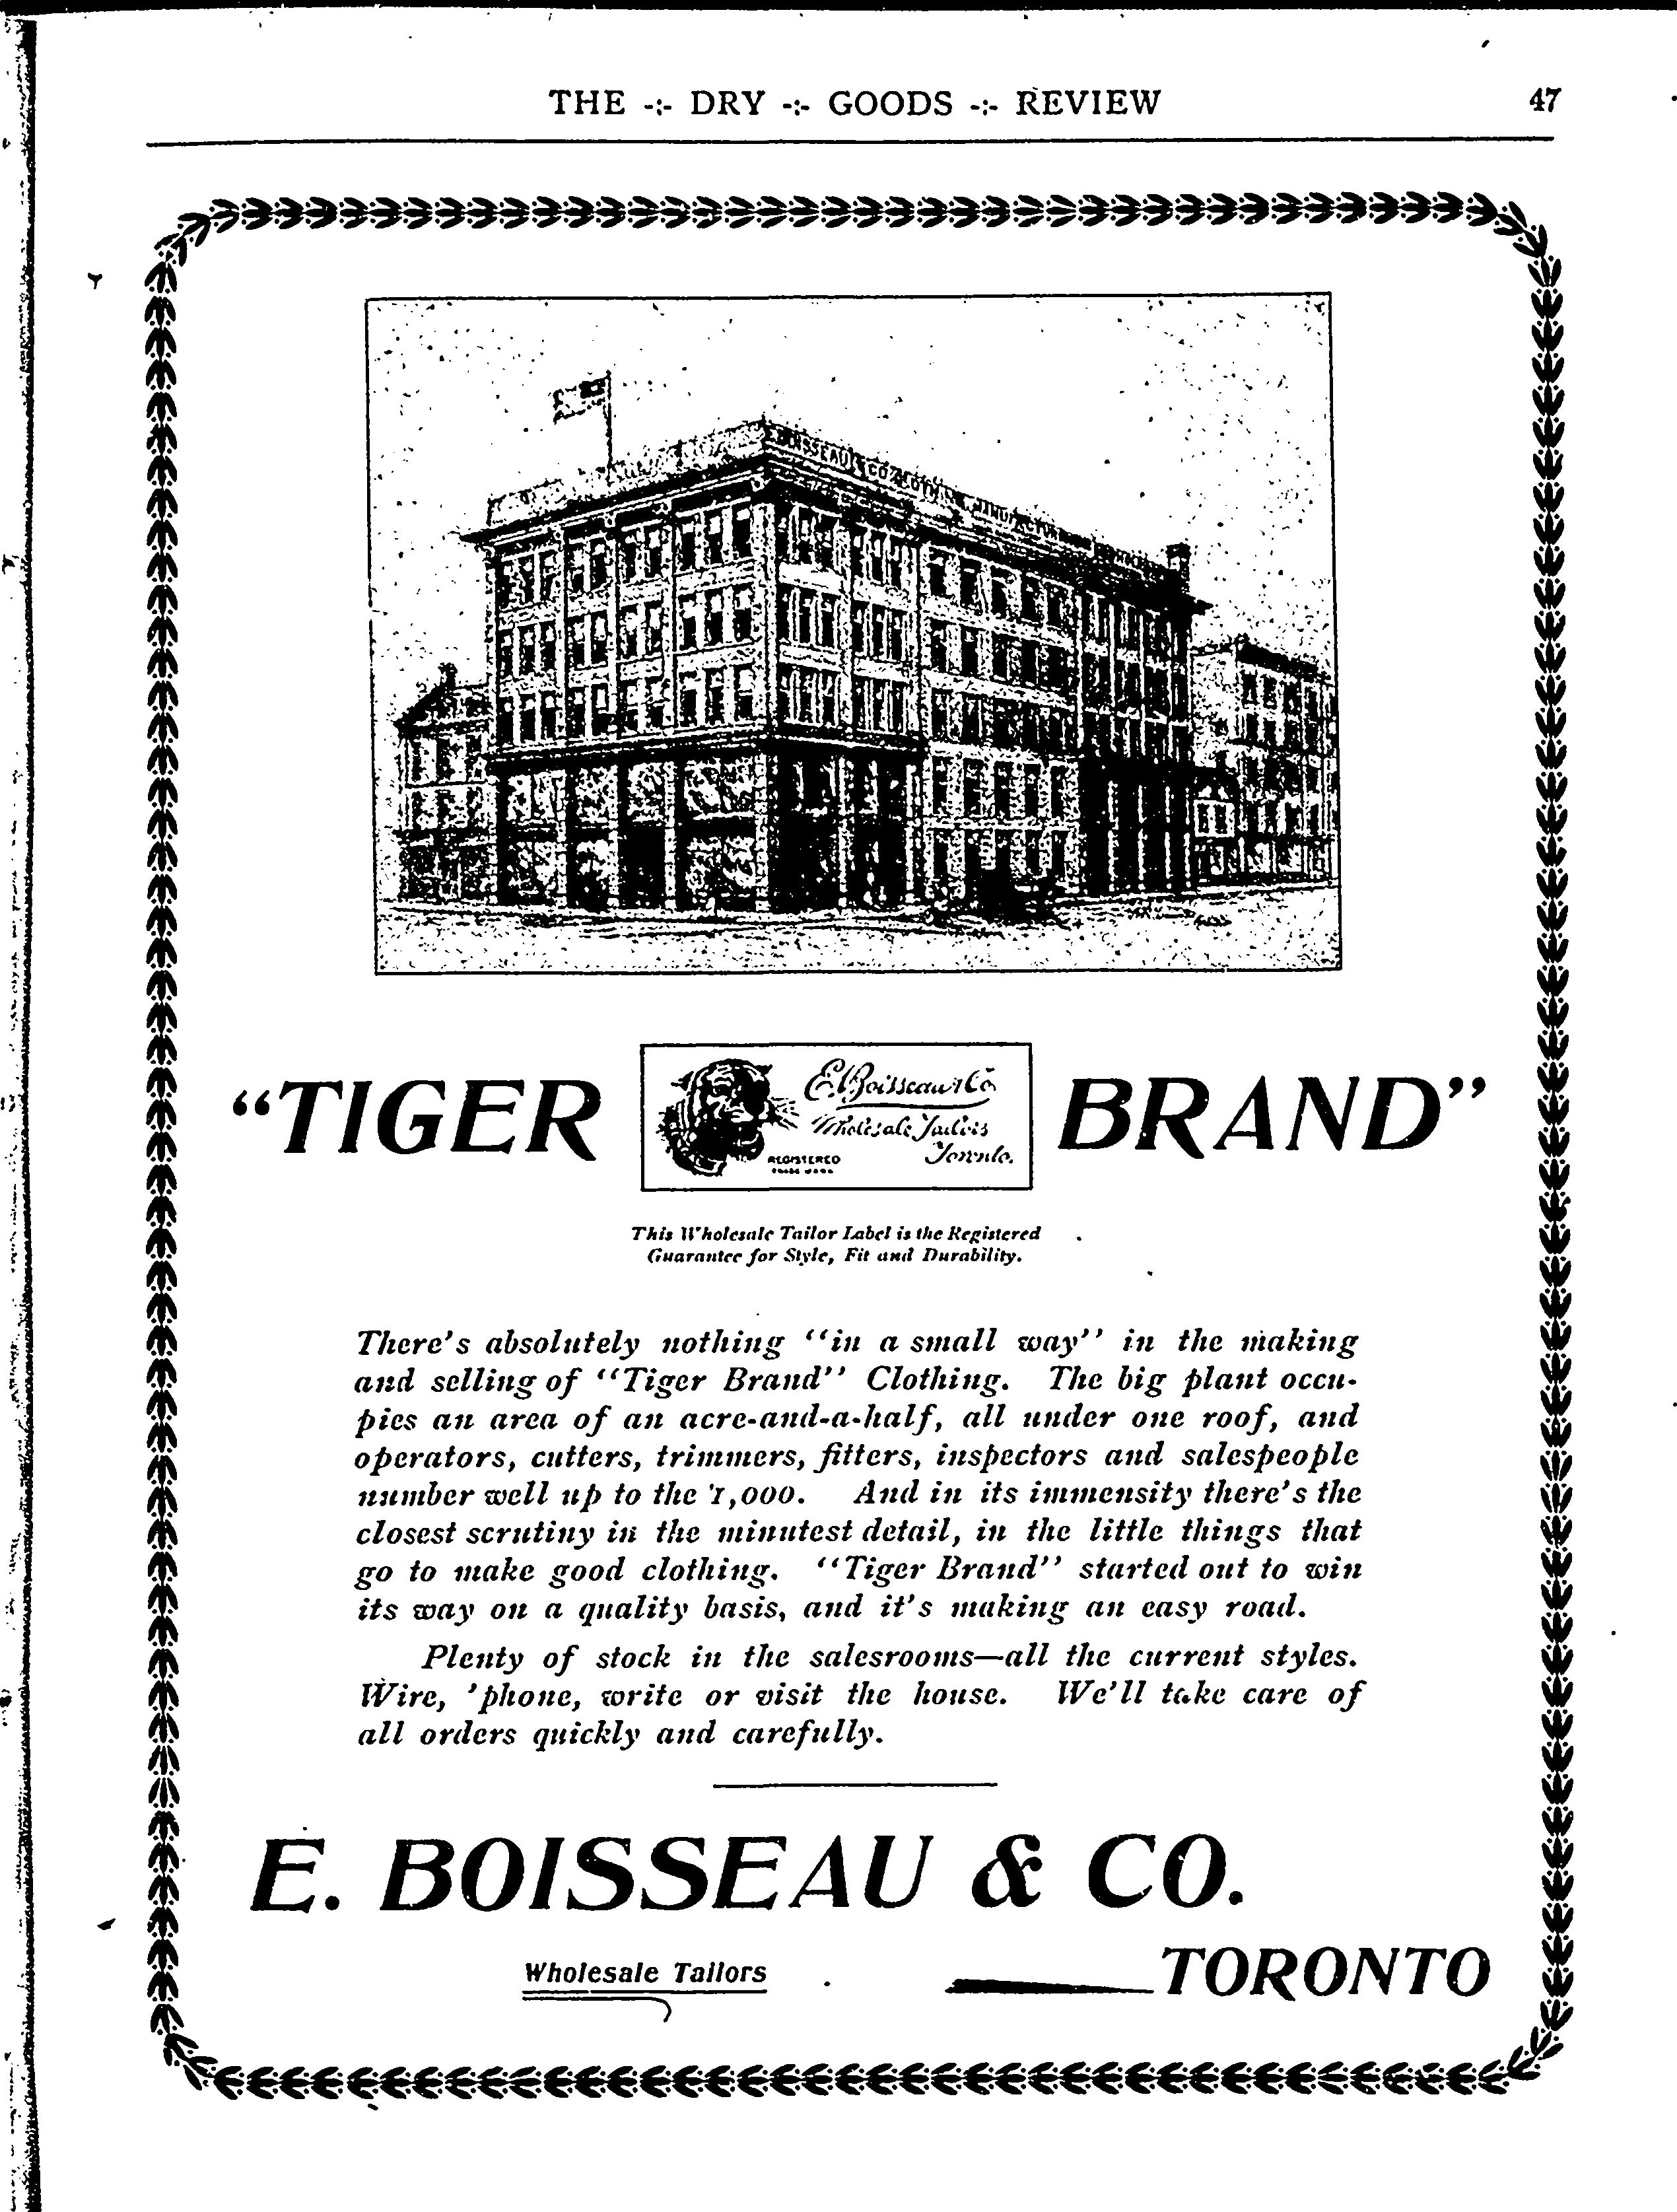 THE -:- DRY -:- GOODS -:- REVIEW 47
BOISSEAU & CO. CLOTHING MANUFACTURERS
"TIGER BRAND"
E. Boisseau & Co.
Wholesale Tailors
Toronto.
REGISTERED
TRADE MARK
This Wholesale Tailor Label is the Registered
Guarantee for Style, Fit and Durability.
There's absolutely nothing "in a small way" in the making
and selling of "Tiger Brand" Clothing. The big plant occu-
pies an area of an acre-and-a-half, all under one roof, and
operators, cutters, trimmers, fitters, inspectors and salespeople
number well up to the 1,000. And in its immensity there's the
closest scrutiny in the minutest detail, in the little things that
go to make good clothing. "Tiger Brand" started out to win
its way on a quality basis, and it's making an easy road.
Plenty of stock in the salesrooms—all the current styles.
Wire, 'phone, write or visit the house. We'll take care of
all orders quickly and carefully.
E. BOISSEAU & CO.
Wholesale Tailors TORONTO